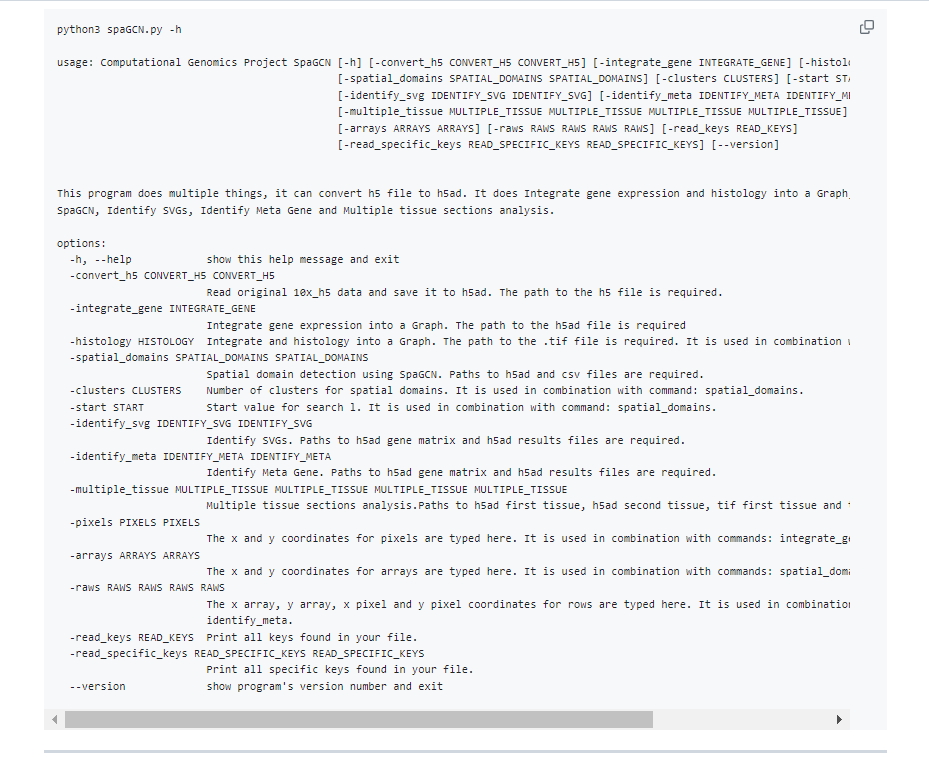 python3 spaGCN.py -h
usage: Computational Genomics Project SpaGCN [-h] [-convert_h5 CONVERT_H5 CONVERT_H5] [-integrate_gene INTEGRATE_GENE] [-histol
[-spatial_domains SPATIAL_DOMAINS SPATIAL_DOMAINS] [-clusters CLUSTERS] [-start STA
[-identify_svg IDENTIFY_SVG IDENTIFY_SVG] [-identify_meta IDENTIFY_META IDENTIFY_ME
[-multiple_tissue MULTIPLE_TISSUE MULTIPLE_TISSUE MULTIPLE_TISSUE MULTIPLE_TISSUE]
[-arrays ARRAYS ARRAYS] [-raws RAWS RAWS RAWS RAWS] [-read_keys READ_KEYS]
[-read_specific_keys READ_SPECIFIC_KEYS READ_SPECIFIC_KEYS] [--version]
This program does multiple things, it can convert h5 file to h5ad. It does Integrate gene expression and histology into a Graph,
SpaGCN, Identify SVGs, Identify Meta Gene and Multiple tissue sections analysis.
options:
-h, --help show this help message and exit
-convert_h5 CONVERT_H5 CONVERT_H5
Read original 10x_h5 data and save it to h5ad. The path to the h5 file is required.
-integrate_gene INTEGRATE_GENE
Integrate gene expression into a Graph. The path to the h5ad file is required
-histology HISTOLOGY Integrate and histology into a Graph. The path to the .tif file is required. It is used in combination
-spatial_domains SPATIAL_DOMAINS SPATIAL_DOMAINS
Spatial domain detection using SpaGCN. Paths to h5ad and csv files are required.
-clusters CLUSTERS Number of clusters for spatial domains. It is used in combination with command: spatial_domains.
-start START Start value for search l. It is used in combination with command: spatial_domains.
-identify_svg IDENTIFY_SVG IDENTIFY_SVG
Identify SVGs. Paths to h5ad gene matrix and h5ad results files are required.
-identify_meta IDENTIFY_META IDENTIFY_META
Identify Meta Gene. Paths to h5ad gene matrix and h5ad results files are required.
-multiple_tissue MULTIPLE_TISSUE MULTIPLE_TISSUE MULTIPLE_TISSUE MULTIPLE_TISSUE
Multiple tissue sections analysis.Paths to h5ad first tissue, h5ad second tissue, tif first tissue and
-pixels PIXELS PIXELS
The x and y coordinates for pixels are typed here. It is used in combination with commands: integrate_ge
-arrays ARRAYS ARRAYS
The x and y coordinates for arrays are typed here. It is used in combination with commands: spatial_doma
-raws RAWS RAWS RAWS RAWS
The x array, y array, x pixel and y pixel coordinates for rows are typed here. It is used in combination
identify_meta.
-read_keys READ_KEYS Print all keys found in your file.
-read_specific_keys READ_SPECIFIC_KEYS READ_SPECIFIC_KEYS
Print all specific keys found in your file.
--version show program's version number and exit